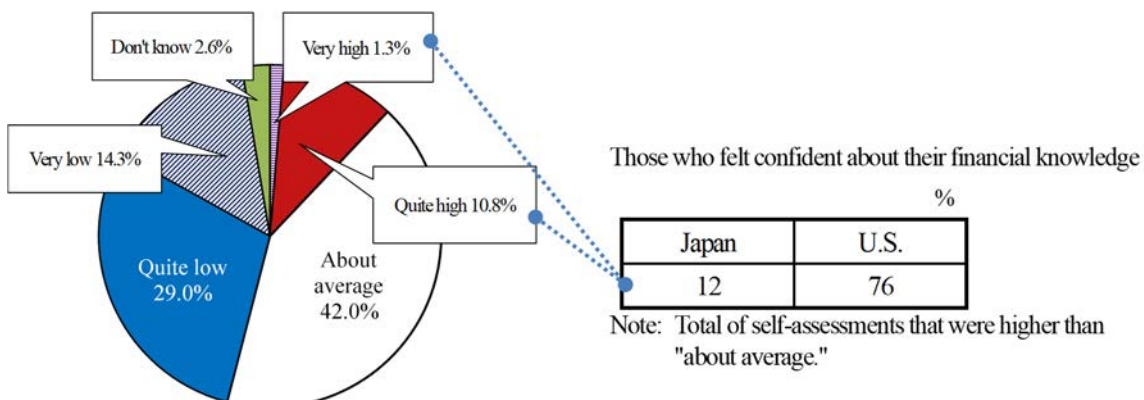 Don't know 2.6%
Very high 1.3%
Very low 14.3%
Quite high 10.8%
Quite low
29.0%
About
average
42.0%
Those who felt confident about their financial knowledge
%
Japan U.S.
12 76
Note: Total of self-assessments that were higher than
"about average."